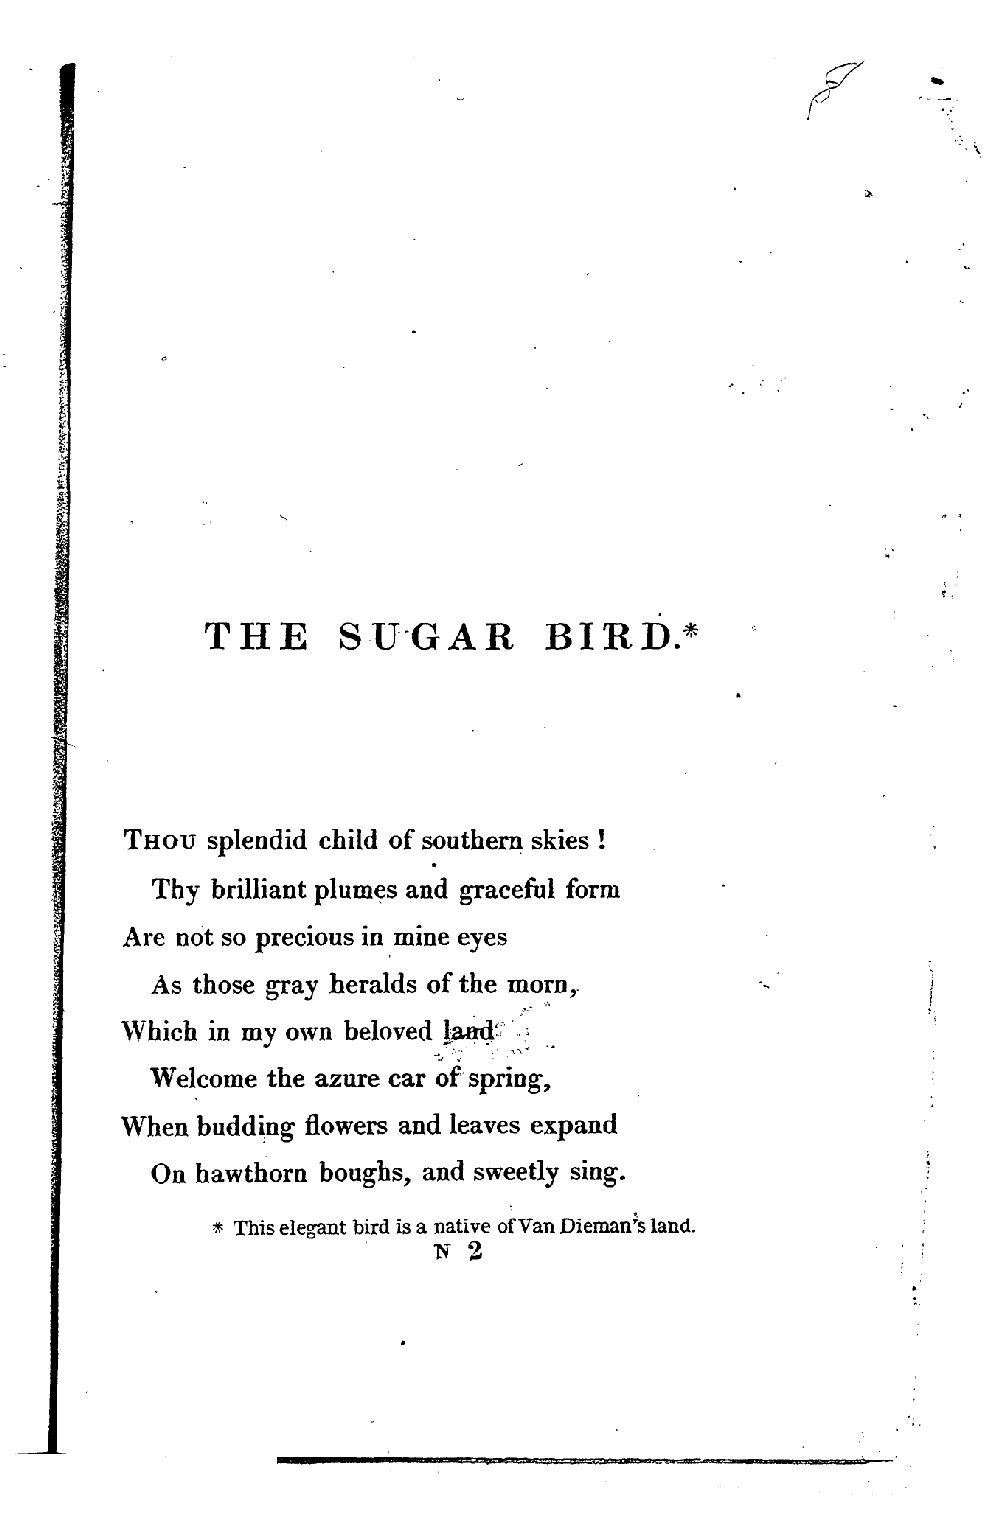 THE SUGAR BIRD.*
THOU splendid child of southern skies !
Thy brilliant plumes and graceful form
Are not so precious in mine eyes
As those gray heralds of the morn,
Which in my own beloved land
Welcome the azure car of spring,
When budding flowers and leaves expand
On hawthorn boughs, and sweetly sing.
* This elegant bird is a native of Van Dieman's land.
N 2